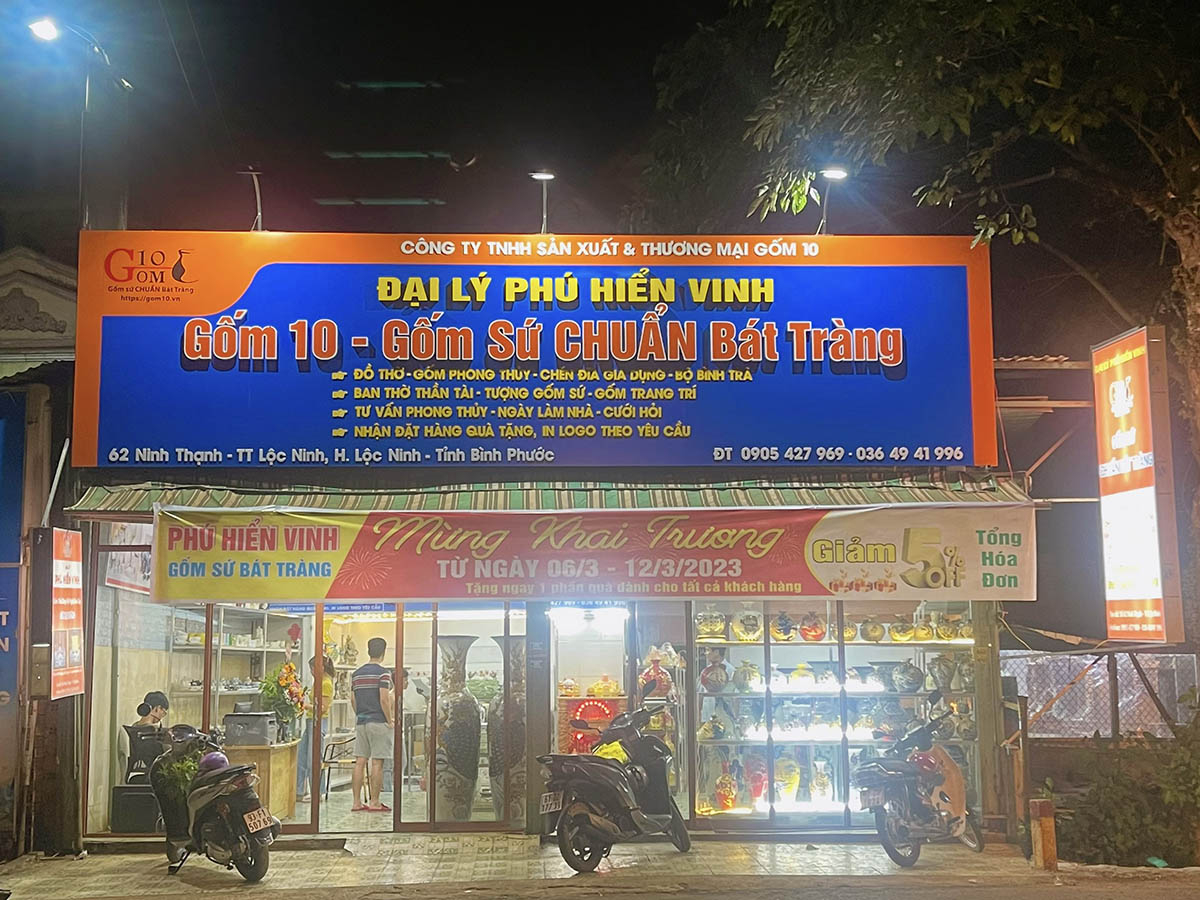 CÔNG TY TNHH SẢN XUẤT & THƯƠNG MẠI GỐM 10
G10
GOM
Gốm sứ CHUẨN Bát Tràng
https://gom10.vn
ĐẠI LÝ PHÚ HIỂN VINH
Gốm 10 - Gốm Sứ CHUẨN Bát Tràng
ĐỒ THỜ - GỐM PHONG THỦY - CHÉN DĨA GIA DỤNG - BỘ BÌNH TRÀ
BAN THỜ THẦN TÀI - TƯỢNG GỐM SỨ - GỐM TRANG TRÍ
TƯ VẤN PHONG THỦY - NGÀY LÀM NHÀ - CƯỚI HỎI
NHẬN ĐẶT HÀNG QUÀ TẶNG, IN LOGO THEO YÊU CẦU
62 Ninh Thạnh - TT Lộc Ninh, H. Lộc Ninh - Tỉnh Bình Phước
ĐT 0905 427 969 - 036 49 41 996
PHÚ HIỂN VINH
GỐM SỨ BÁT TRÀNG
Mừng Khai Trương
TỪ NGÀY 06/3 - 12/3/2023
Tặng ngay 1 phần quà dành cho tất cả khách hàng
Giảm 5% off
Tổng
Hóa
Đơn